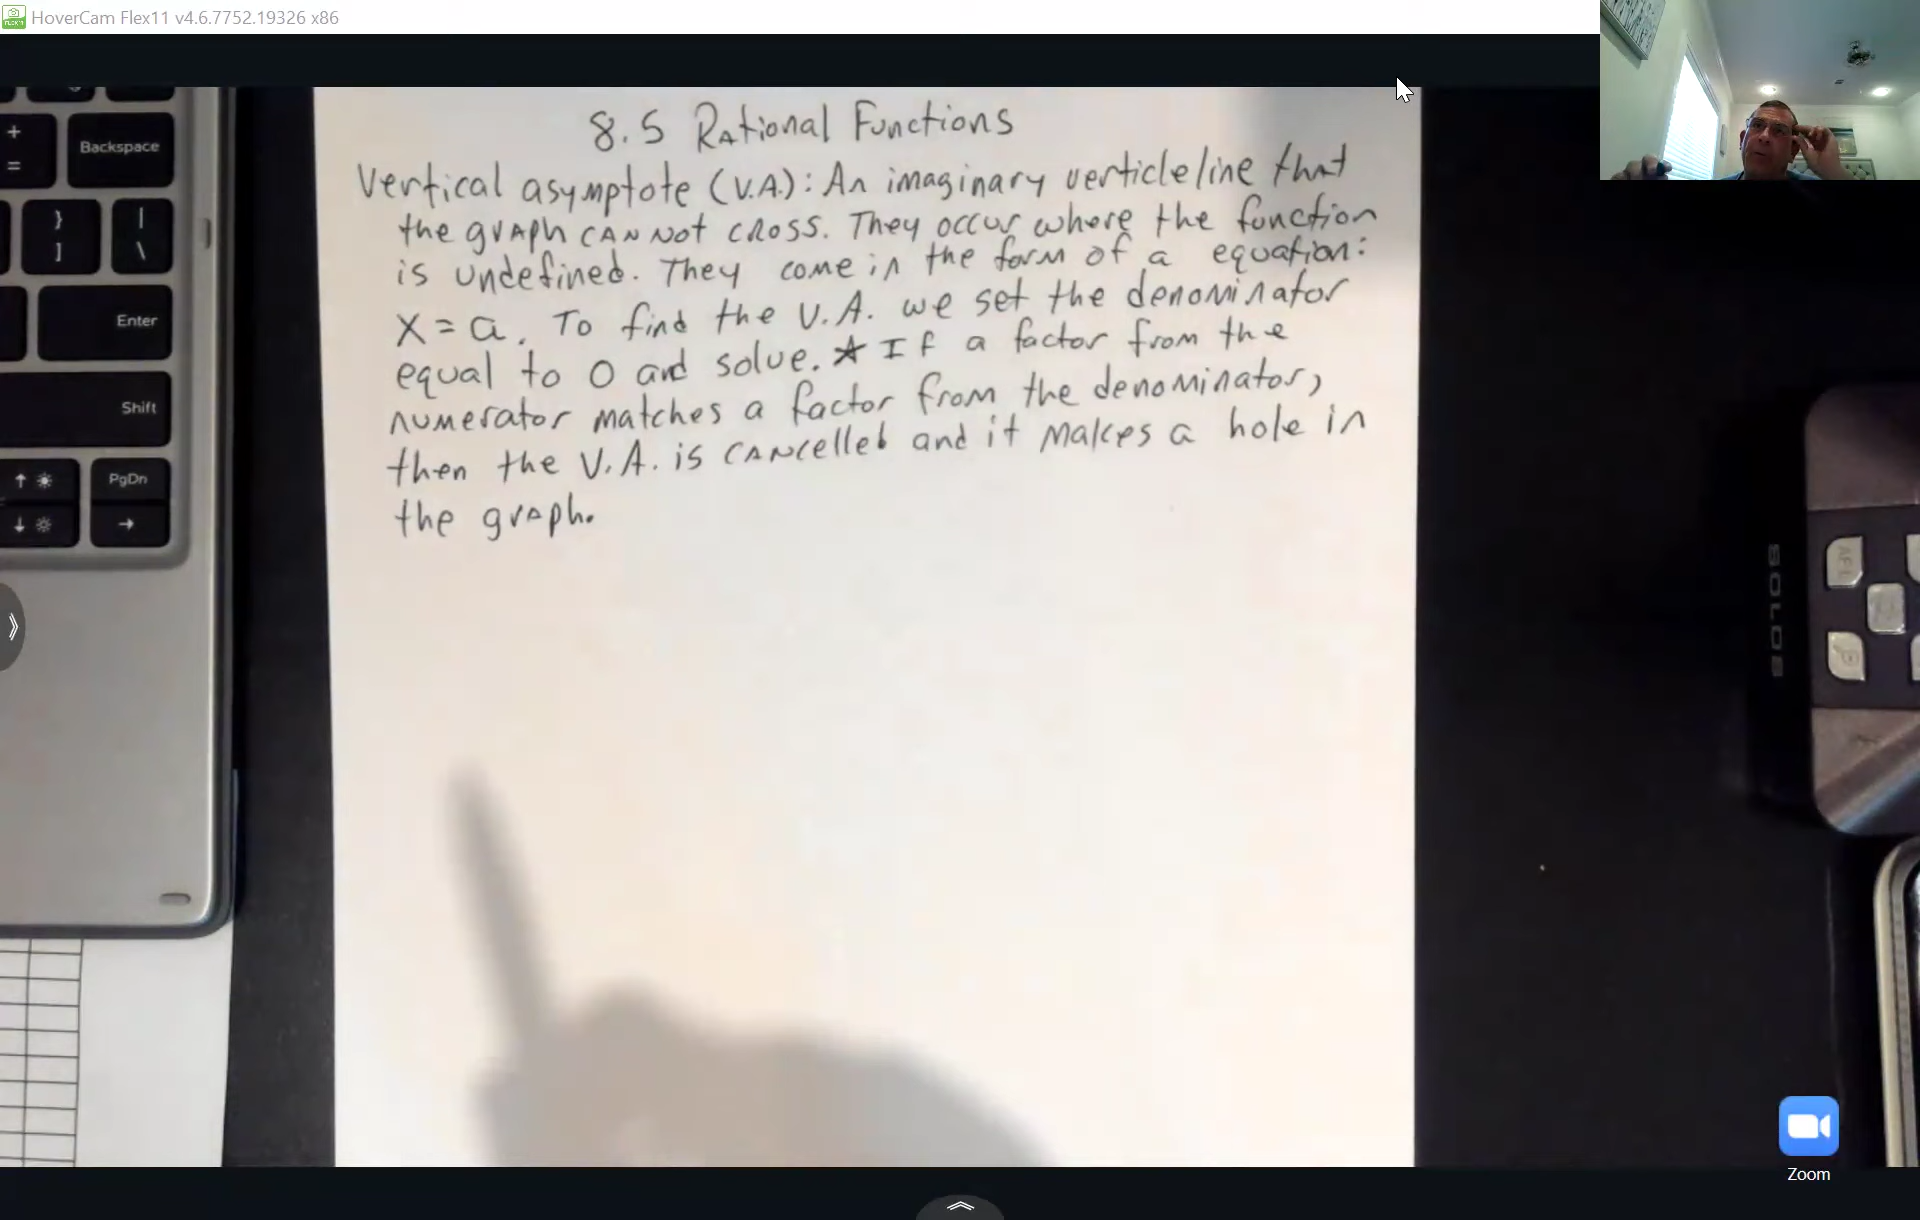 HoverCam Flex11 v4.6.7752.19326 x86
8.5 Rational Functions
Vertical asymptote (V.A.): An imaginary verticle line that
the graph cannot cross. They occur where the function
is undefined. They come in the form of a equation:
x = a. To find the V.A. we set the denominator
equal to 0 and solve. ★ If a factor from the
numerator matches a factor from the denominator,
then the V.A. is cancelled and it makes a hole in
the graph.
+
=
Backspace
}
]
|
\
Enter
Shift
↑
PgDn
↓
→
Zoom